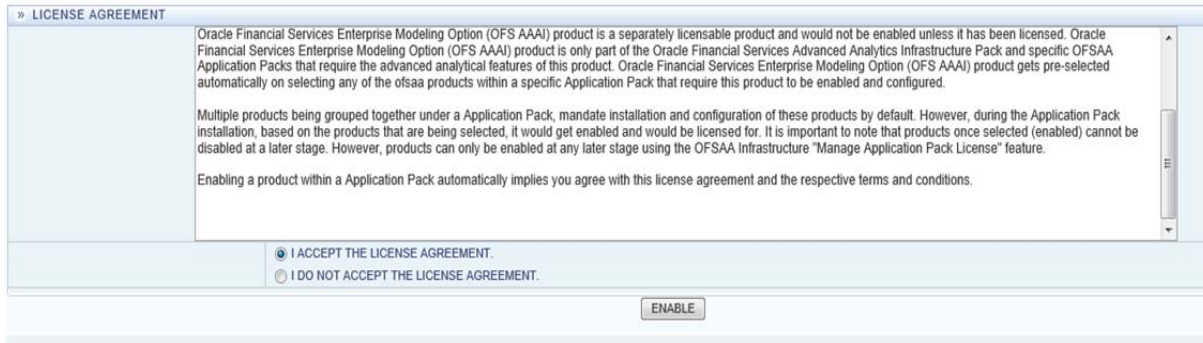 » LICENSE AGREEMENT
Oracle Financial Services Enterprise Modeling Option (OFS AAAI) product is a separately licensable product and would not be enabled unless it has been licensed. Oracle
Financial Services Enterprise Modeling Option (OFS AAAI) product is only part of the Oracle Financial Services Advanced Analytics Infrastructure Pack and specific OFSAA
Application Packs that require the advanced analytical features of this product. Oracle Financial Services Enterprise Modeling Option (OFS AAAI) product gets pre-selected
automatically on selecting any of the ofsaa products within a specific Application Pack that require this product to be enabled and configured.
Multiple products being grouped together under a Application Pack, mandate installation and configuration of these products by default. However, during the Application Pack
installation, based on the products that are being selected, it would get enabled and would be licensed for. It is important to note that products once selected (enabled) cannot be
disabled at a later stage. However, products can only be enabled at any later stage using the OFSAA Infrastructure "Manage Application Pack License" feature.
Enabling a product within a Application Pack automatically implies you agree with this license agreement and the respective terms and conditions.
I ACCEPT THE LICENSE AGREEMENT.
I DO NOT ACCEPT THE LICENSE AGREEMENT.
ENABLE